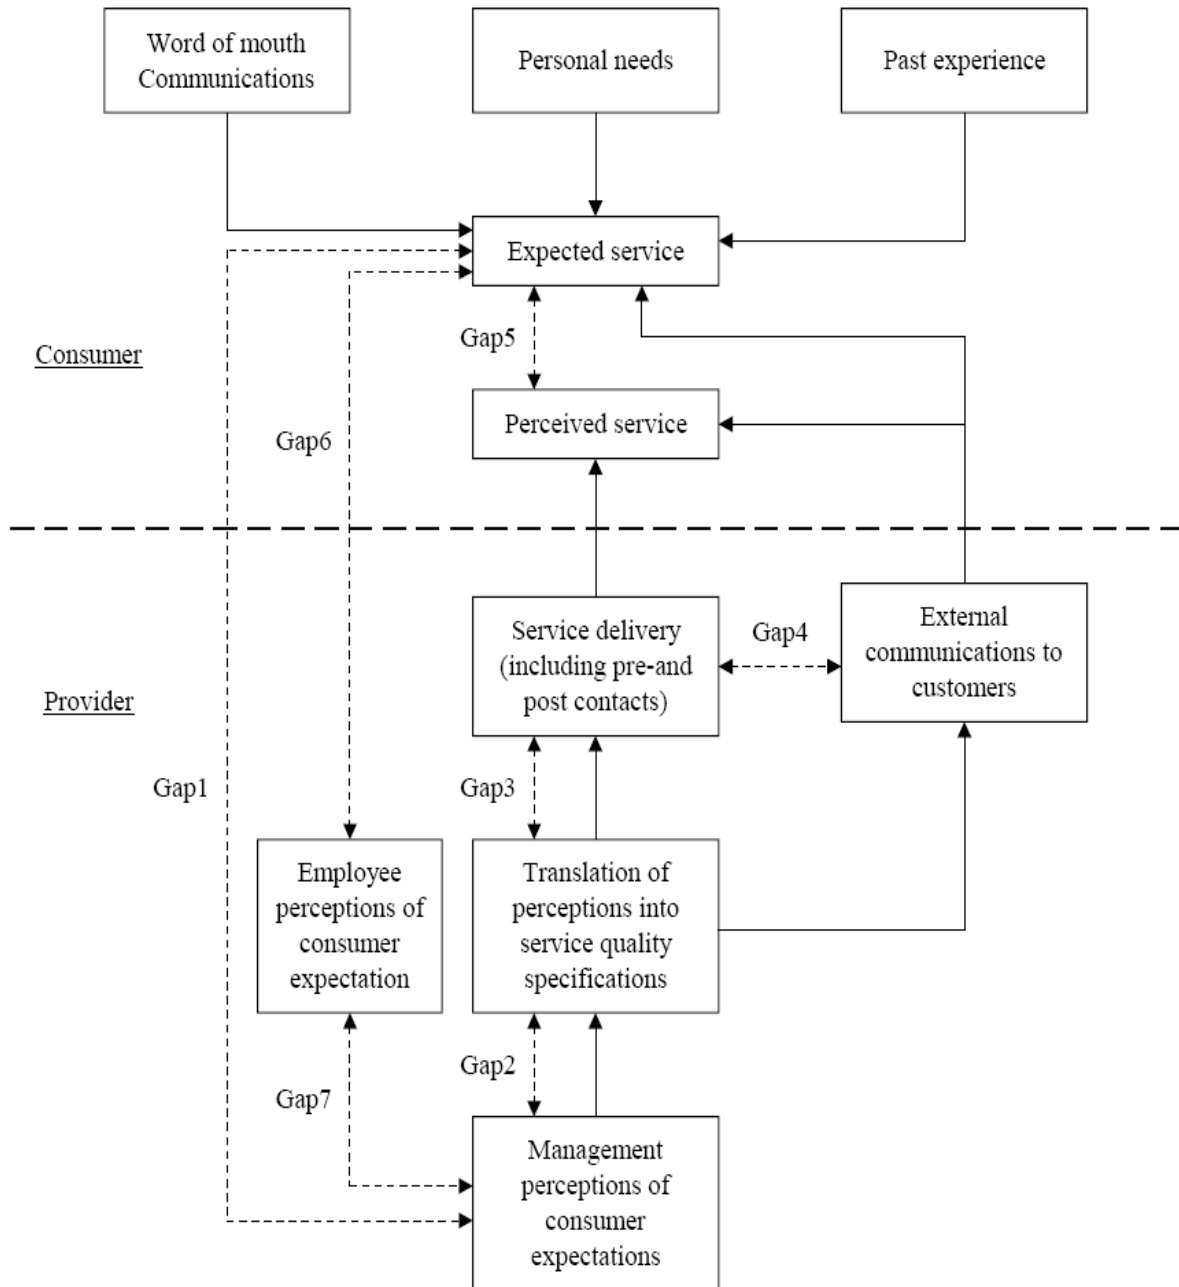 Word of mouth
Communications
Personal needs
Past experience
Expected service
Gap5
Consumer
Perceived service
Gap6
Service delivery
(including pre-and
post contacts)
Gap4
External
communications to
customers
Provider
Gap1
Gap3
Employee
perceptions of
consumer
expectation
Translation of
perceptions into
service quality
specifications
Gap2
Gap7
Management
perceptions of
consumer
expectations